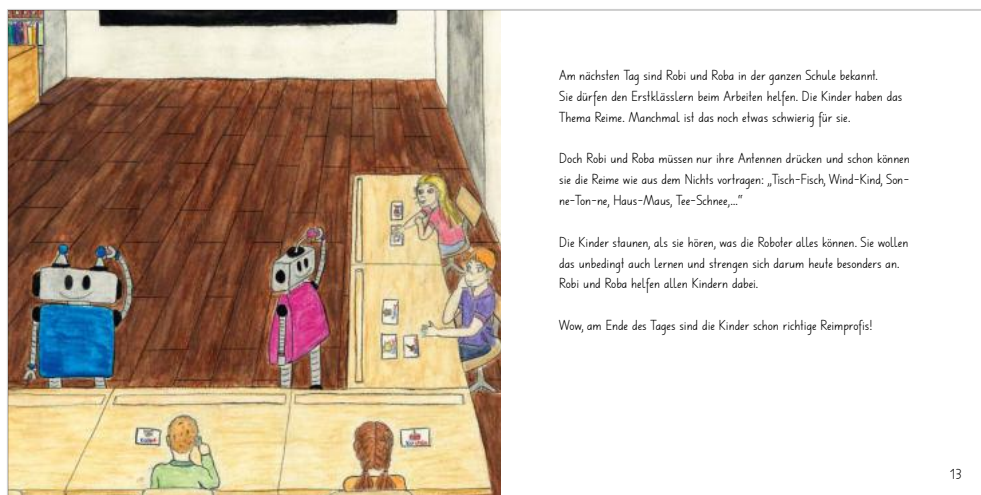 Am nächsten Tag sind Robi und Roba in der ganzen Schule bekannt.
Sie dürfen den Erstklässlern beim Arbeiten helfen. Die Kinder haben das
Thema Reime. Manchmal ist das noch etwas schwierig für sie.
Doch Robi und Roba müssen nur ihre Antennen drücken und schon können
sie die Reime wie aus dem Nichts vortragen: „Tisch-Fisch, Wind-Kind, Son-
ne-Ton-ne, Haus-Maus, Tee-Schnee,..."
Die Kinder staunen, als sie hören, was die Roboter alles können. Sie wollen
das unbedingt auch lernen und strengen sich darum heute besonders an.
Robi und Roba helfen allen Kindern dabei.
Wow, am Ende des Tages sind die Kinder schon richtige Reimprofis!
13